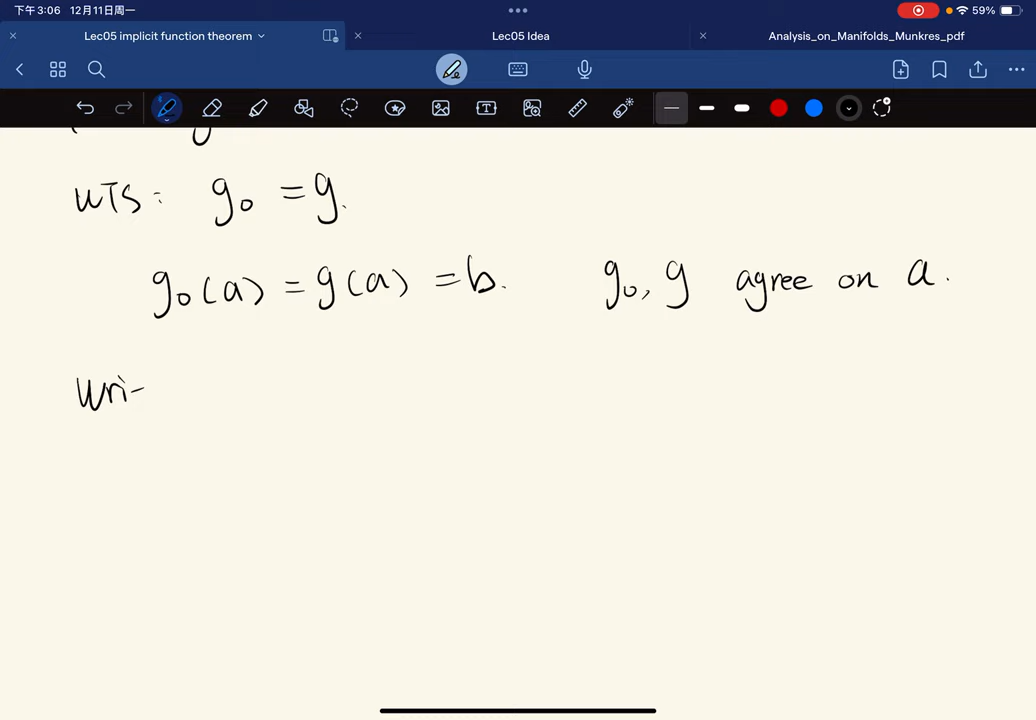 下午3:06 12月11日周一
59%
Lec05 implicit function theorem
Lec05 Idea
Analysis_on_Manifolds_Munkres_pdf
WTS: g₀ = g.
g₀(a) = g(a) = b. g₀, g agree on a.
Wri-